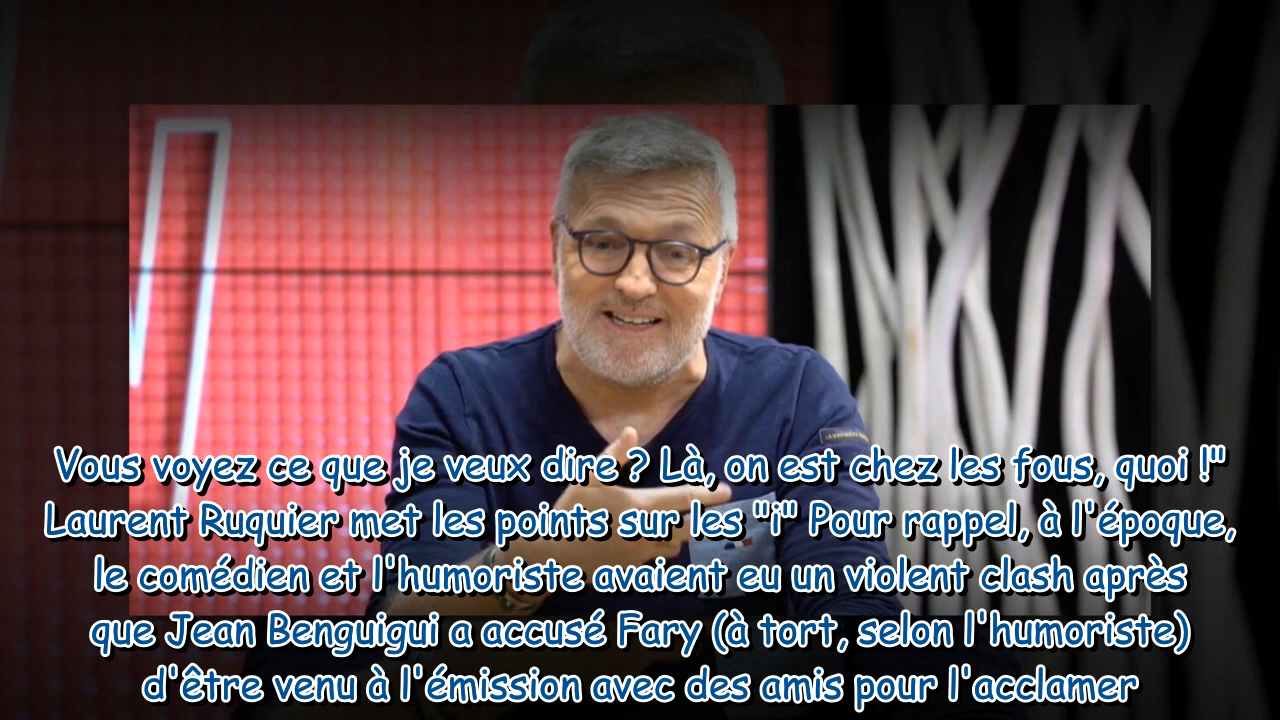 Vous voyez ce que je veux dire ? Là, on est chez les fous, quoi !"
Laurent Ruquier met les points sur les "i" Pour rappel, à l'époque,
le comédien et l'humoriste avaient eu un violent clash après
que Jean Benguigui a accusé Fary (à tort, selon l'humoriste)
d'être venu à l'émission avec des amis pour l'acclamer